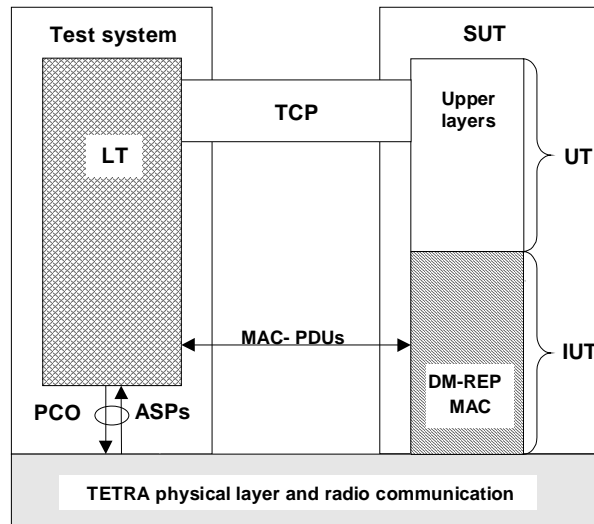 Test system
SUT
LT
TCP
Upper
layers
UT
MAC- PDUs
DM-REP
MAC
IUT
PCO
ASPs
TETRA physical layer and radio communication